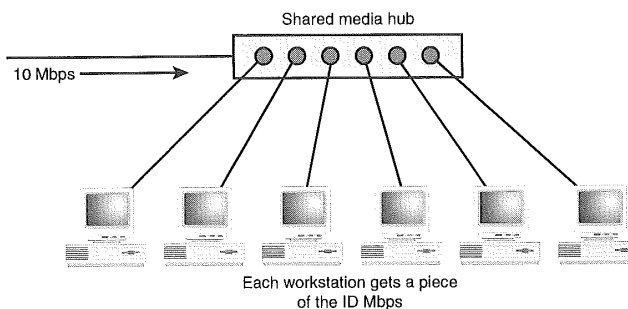 Shared media hub
10 Mbps
Each workstation gets a piece
of the ID Mbps